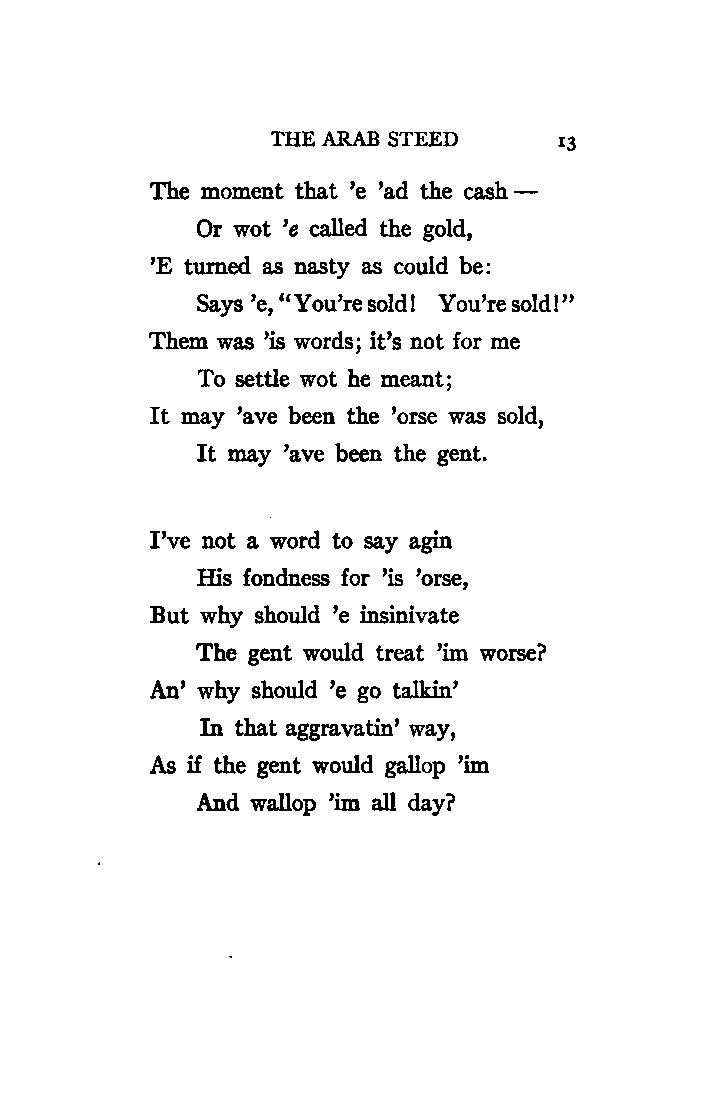 THE ARAB STEED 13
The moment that 'e 'ad the cash —
Or wot 'e called the gold,
'E turned as nasty as could be:
Says 'e, "You're sold! You're sold!"
Them was 'is words; it's not for me
To settle wot he meant;
It may 'ave been the 'orse was sold,
It may 'ave been the gent.
I've not a word to say agin
His fondness for 'is 'orse,
But why should 'e insinivate
The gent would treat 'im worse?
An' why should 'e go talkin'
In that aggravatin' way,
As if the gent would gallop 'im
And wallop 'im all day?